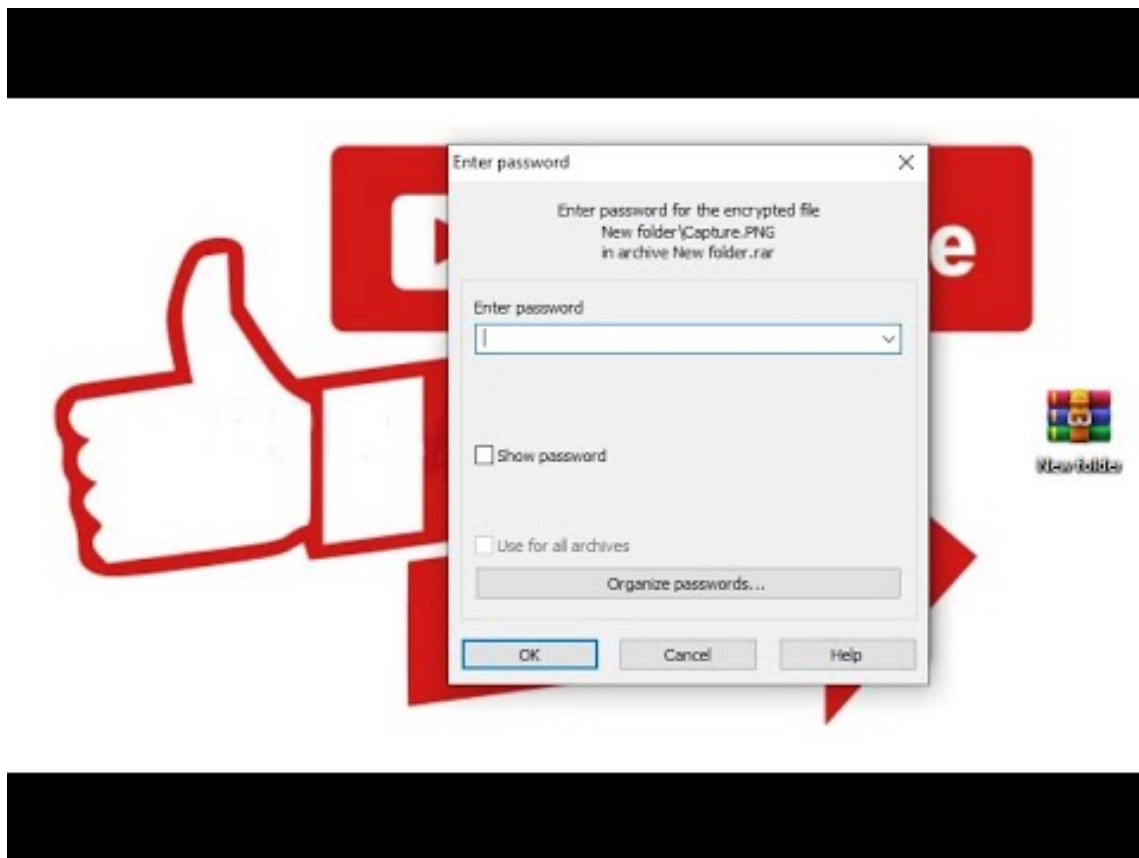 Enter password
Enter password for the encrypted file
New folder\Capture.PNG
in archive New folder.rar
e
Enter password
Show password
New folder
Use for all archives
Organize passwords...
OK
Cancel
Help